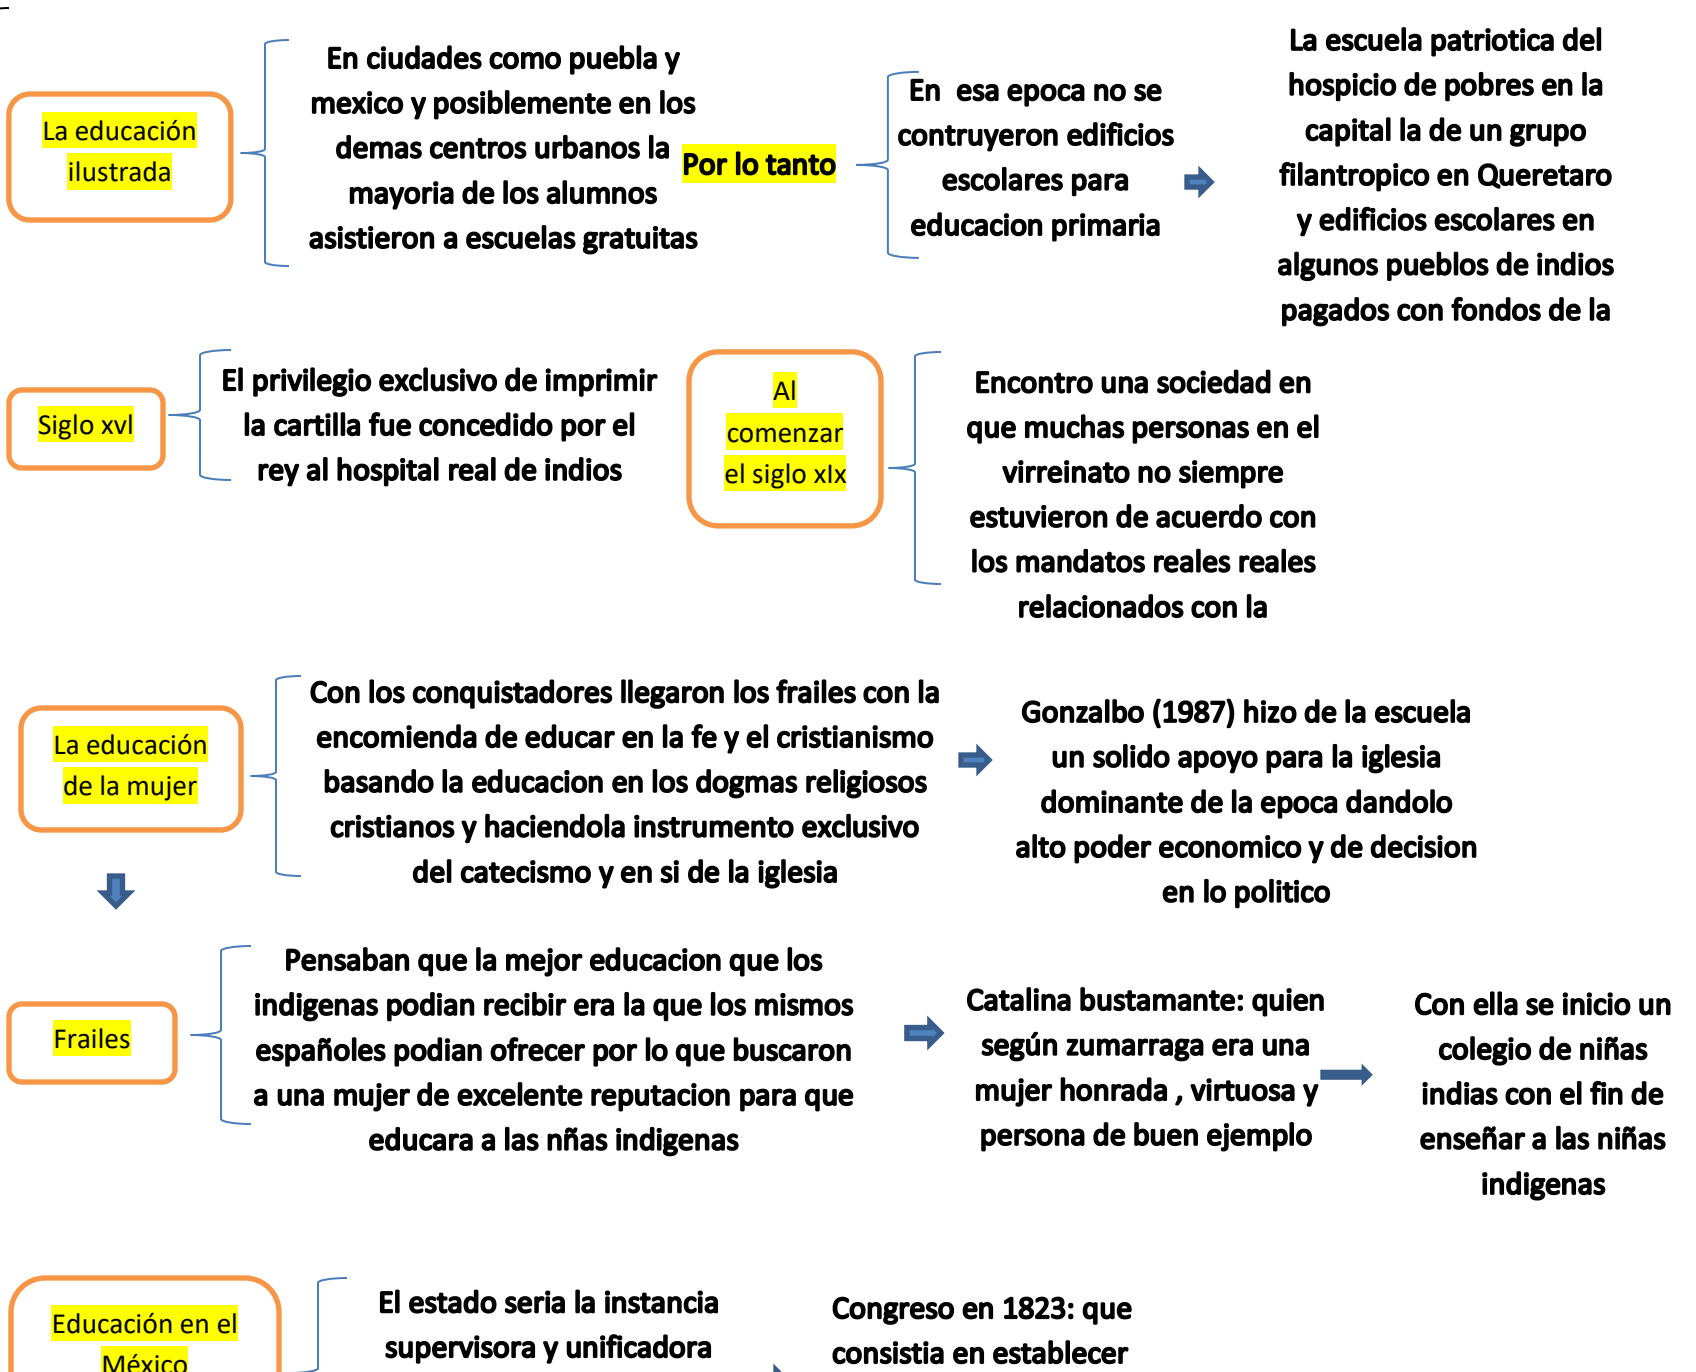 La educación
ilustrada
En ciudades como puebla y
mexico y posiblemente en los
demas centros urbanos la
mayoria de los alumnos
asistieron a escuelas gratuitas
Por lo tanto
En  esa epoca no se
contruyeron edificios
escolares para
educacion primaria
La escuela patriotica del
hospicio de pobres en la
capital la de un grupo
filantropico en Queretaro
y edificios escolares en
algunos pueblos de indios
pagados con fondos de la
Siglo xvl
El privilegio exclusivo de imprimir
la cartilla fue concedido por el
rey al hospital real de indios
Al
comenzar
el siglo xlx
Encontro una sociedad en
que muchas personas en el
virreinato no siempre
estuvieron de acuerdo con
los mandatos reales reales
relacionados con la
La educación
de la mujer
Con los conquistadores llegaron los frailes con la
encomienda de educar en la fe y el cristianismo
basando la educacion en los dogmas religiosos
cristianos y haciendola instrumento exclusivo
del catecismo y en si de la iglesia
Gonzalbo (1987) hizo de la escuela
un solido apoyo para la iglesia
dominante de la epoca dandolo
alto poder economico y de decision
en lo politico
Frailes
Pensaban que la mejor educacion que los
indigenas podian recibir era la que los mismos
españoles podian ofrecer por lo que buscaron
a una mujer de excelente reputacion para que
educara a las nñas indigenas
Catalina bustamante: quien
según zumarraga era una
mujer honrada , virtuosa y
persona de buen ejemplo
Con ella se inicio un
colegio de niñas
indias con el fin de
enseñar a las niñas
indigenas
Educación en el
México
El estado seria la instancia
supervisora y unificadora
Congreso en 1823: que
consistia en establecer